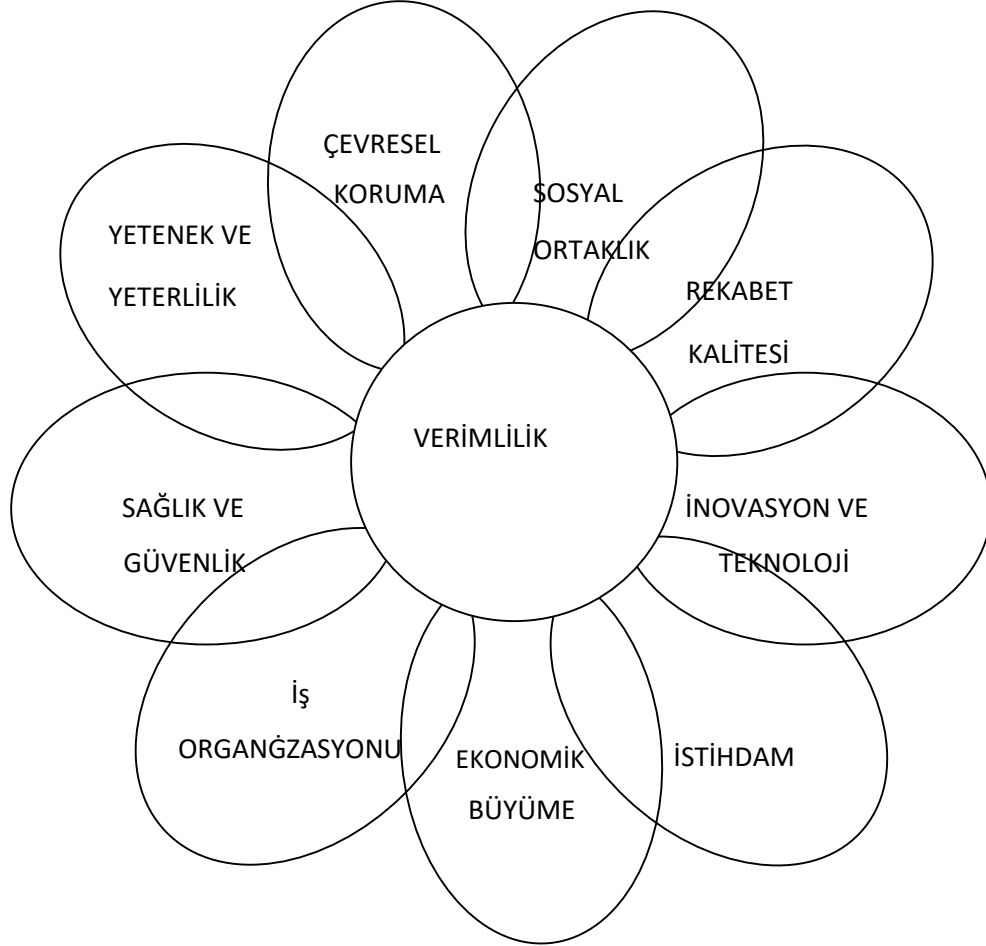 ÇEVRESEL
KORUMA
SOSYAL
ORTAKLIK
YETENEK VE
YETERLİLİK
REKABET
KALİTESİ
VERİMLİLİK
SAĞLIK VE
GÜVENLİK
İNOVASYON VE
TEKNOLOJİ
İş
ORGANĠZASYONU
EKONOMİK
BÜYÜME
İSTİHDAM